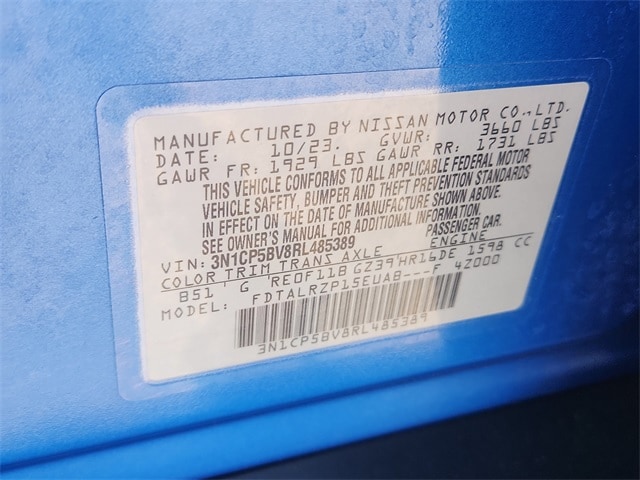 MANUFACTURED BY NISSAN MOTOR CO.,LTD.
DATE: 10/23. GVWR: 3660 LBS
GAWR FR: 1929 LBS GAWR RR: 1731 LBS
THIS VEHICLE CONFORMS TO ALL APPLICABLE FEDERAL MOTOR
VEHICLE SAFETY, BUMPER AND THEFT PREVENTION STANDARDS
IN EFFECT ON THE DATE OF MANUFACTURE SHOWN ABOVE.
SEE OWNER'S MANUAL FOR ADDITIONAL INFORMATION.
VIN: 3N1CP5BV8RL485389 PASSENGER CAR.
COLOR TRIM TRANS AXLE ENGINE
B51 G RE0F11B GZ39 HR16DE 1598 CC
MODEL: FDTALRZP15EUAB---F 4Z000
3N1CP5BV8RL485389